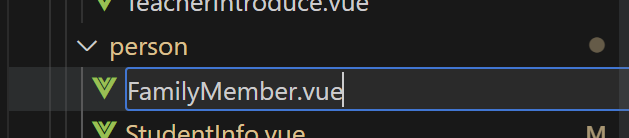 TeacherIntroduce.vue
person
FamilyMember.vue
StudentInfo.vue M